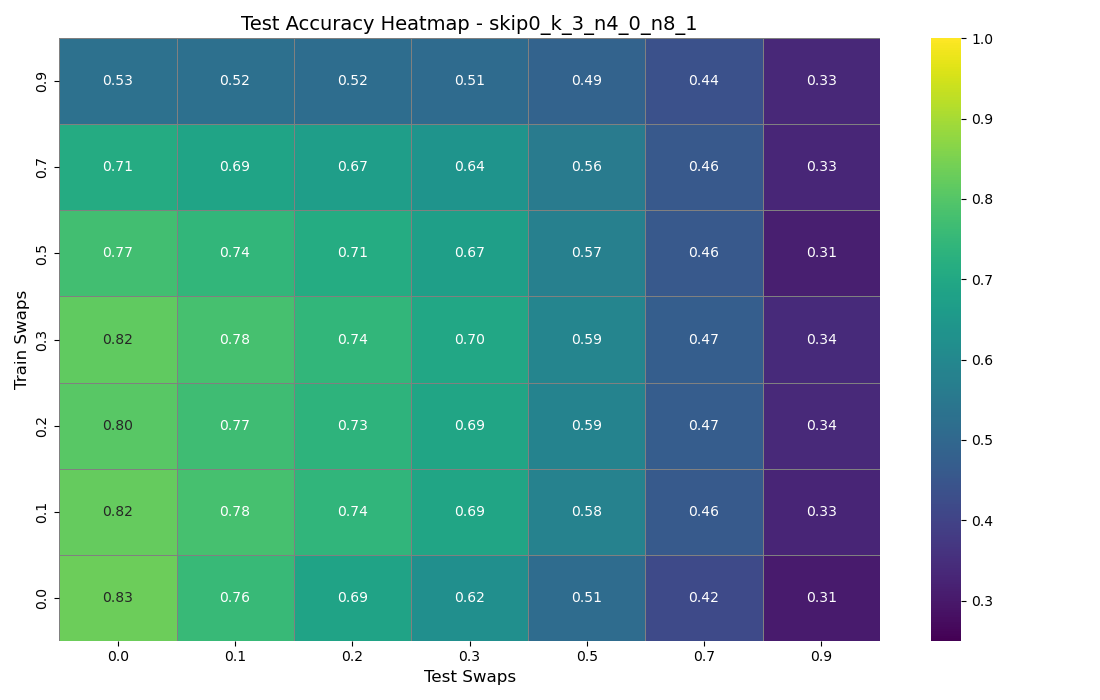 Test Accuracy Heatmap - skip0_k_3_n4_0_n8_1
0.9 0.53 0.52 0.52 0.51 0.49 0.44 0.33
0.7 0.71 0.69 0.67 0.64 0.56 0.46 0.33
0.5 0.77 0.74 0.71 0.67 0.57 0.46 0.31
0.3 0.82 0.78 0.74 0.70 0.59 0.47 0.34
0.2 0.80 0.77 0.73 0.69 0.59 0.47 0.34
0.1 0.82 0.78 0.74 0.69 0.58 0.46 0.33
0.0 0.83 0.76 0.69 0.62 0.51 0.42 0.31
Train Swaps
0.0 0.1 0.2 0.3 0.5 0.7 0.9
Test Swaps
1.0
0.9
0.8
0.7
0.6
0.5
0.4
0.3